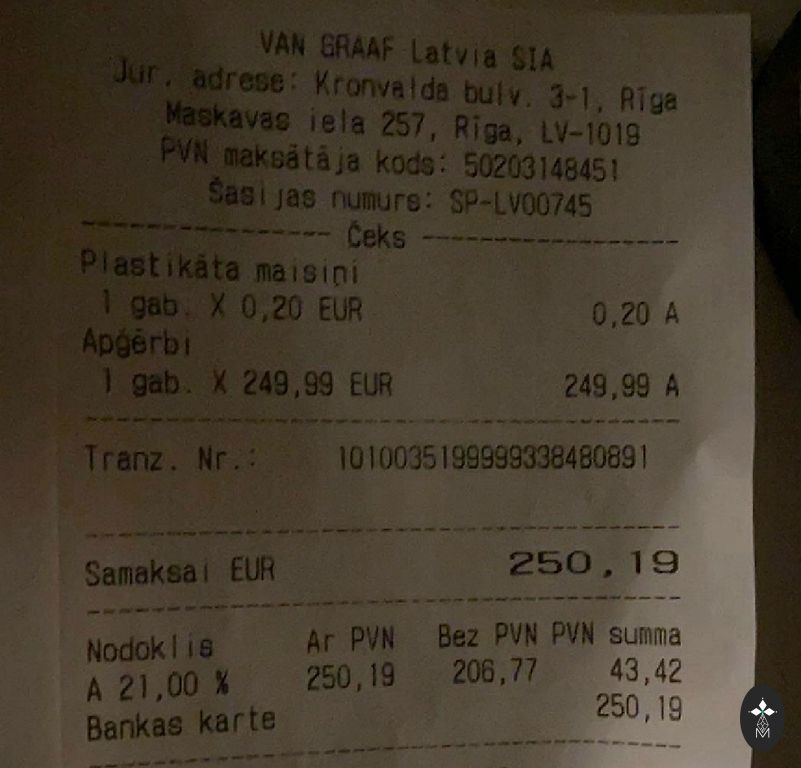 VAN GRAAF Latvia SIA
Jur. adrese: Kronvalda bulv. 3-1, Rīga
Maskavas iela 257, Rīga, LV-1019
PVN maksātāja kods: 50203148451
Šasijas numurs: SP-LV00745
---------------- Čeks ----------------
Plastikāta maisiņi
1 gab. X 0,20 EUR 0,20 A
Apģērbi
1 gab. X 249,99 EUR 249,99 A
Tranz. Nr.: 1010035199999338480891
Samaksai EUR 250,19
Nodoklis Ar PVN Bez PVN PVN summa
A 21,00 % 250,19 206,77 43,42
Bankas karte 250,19